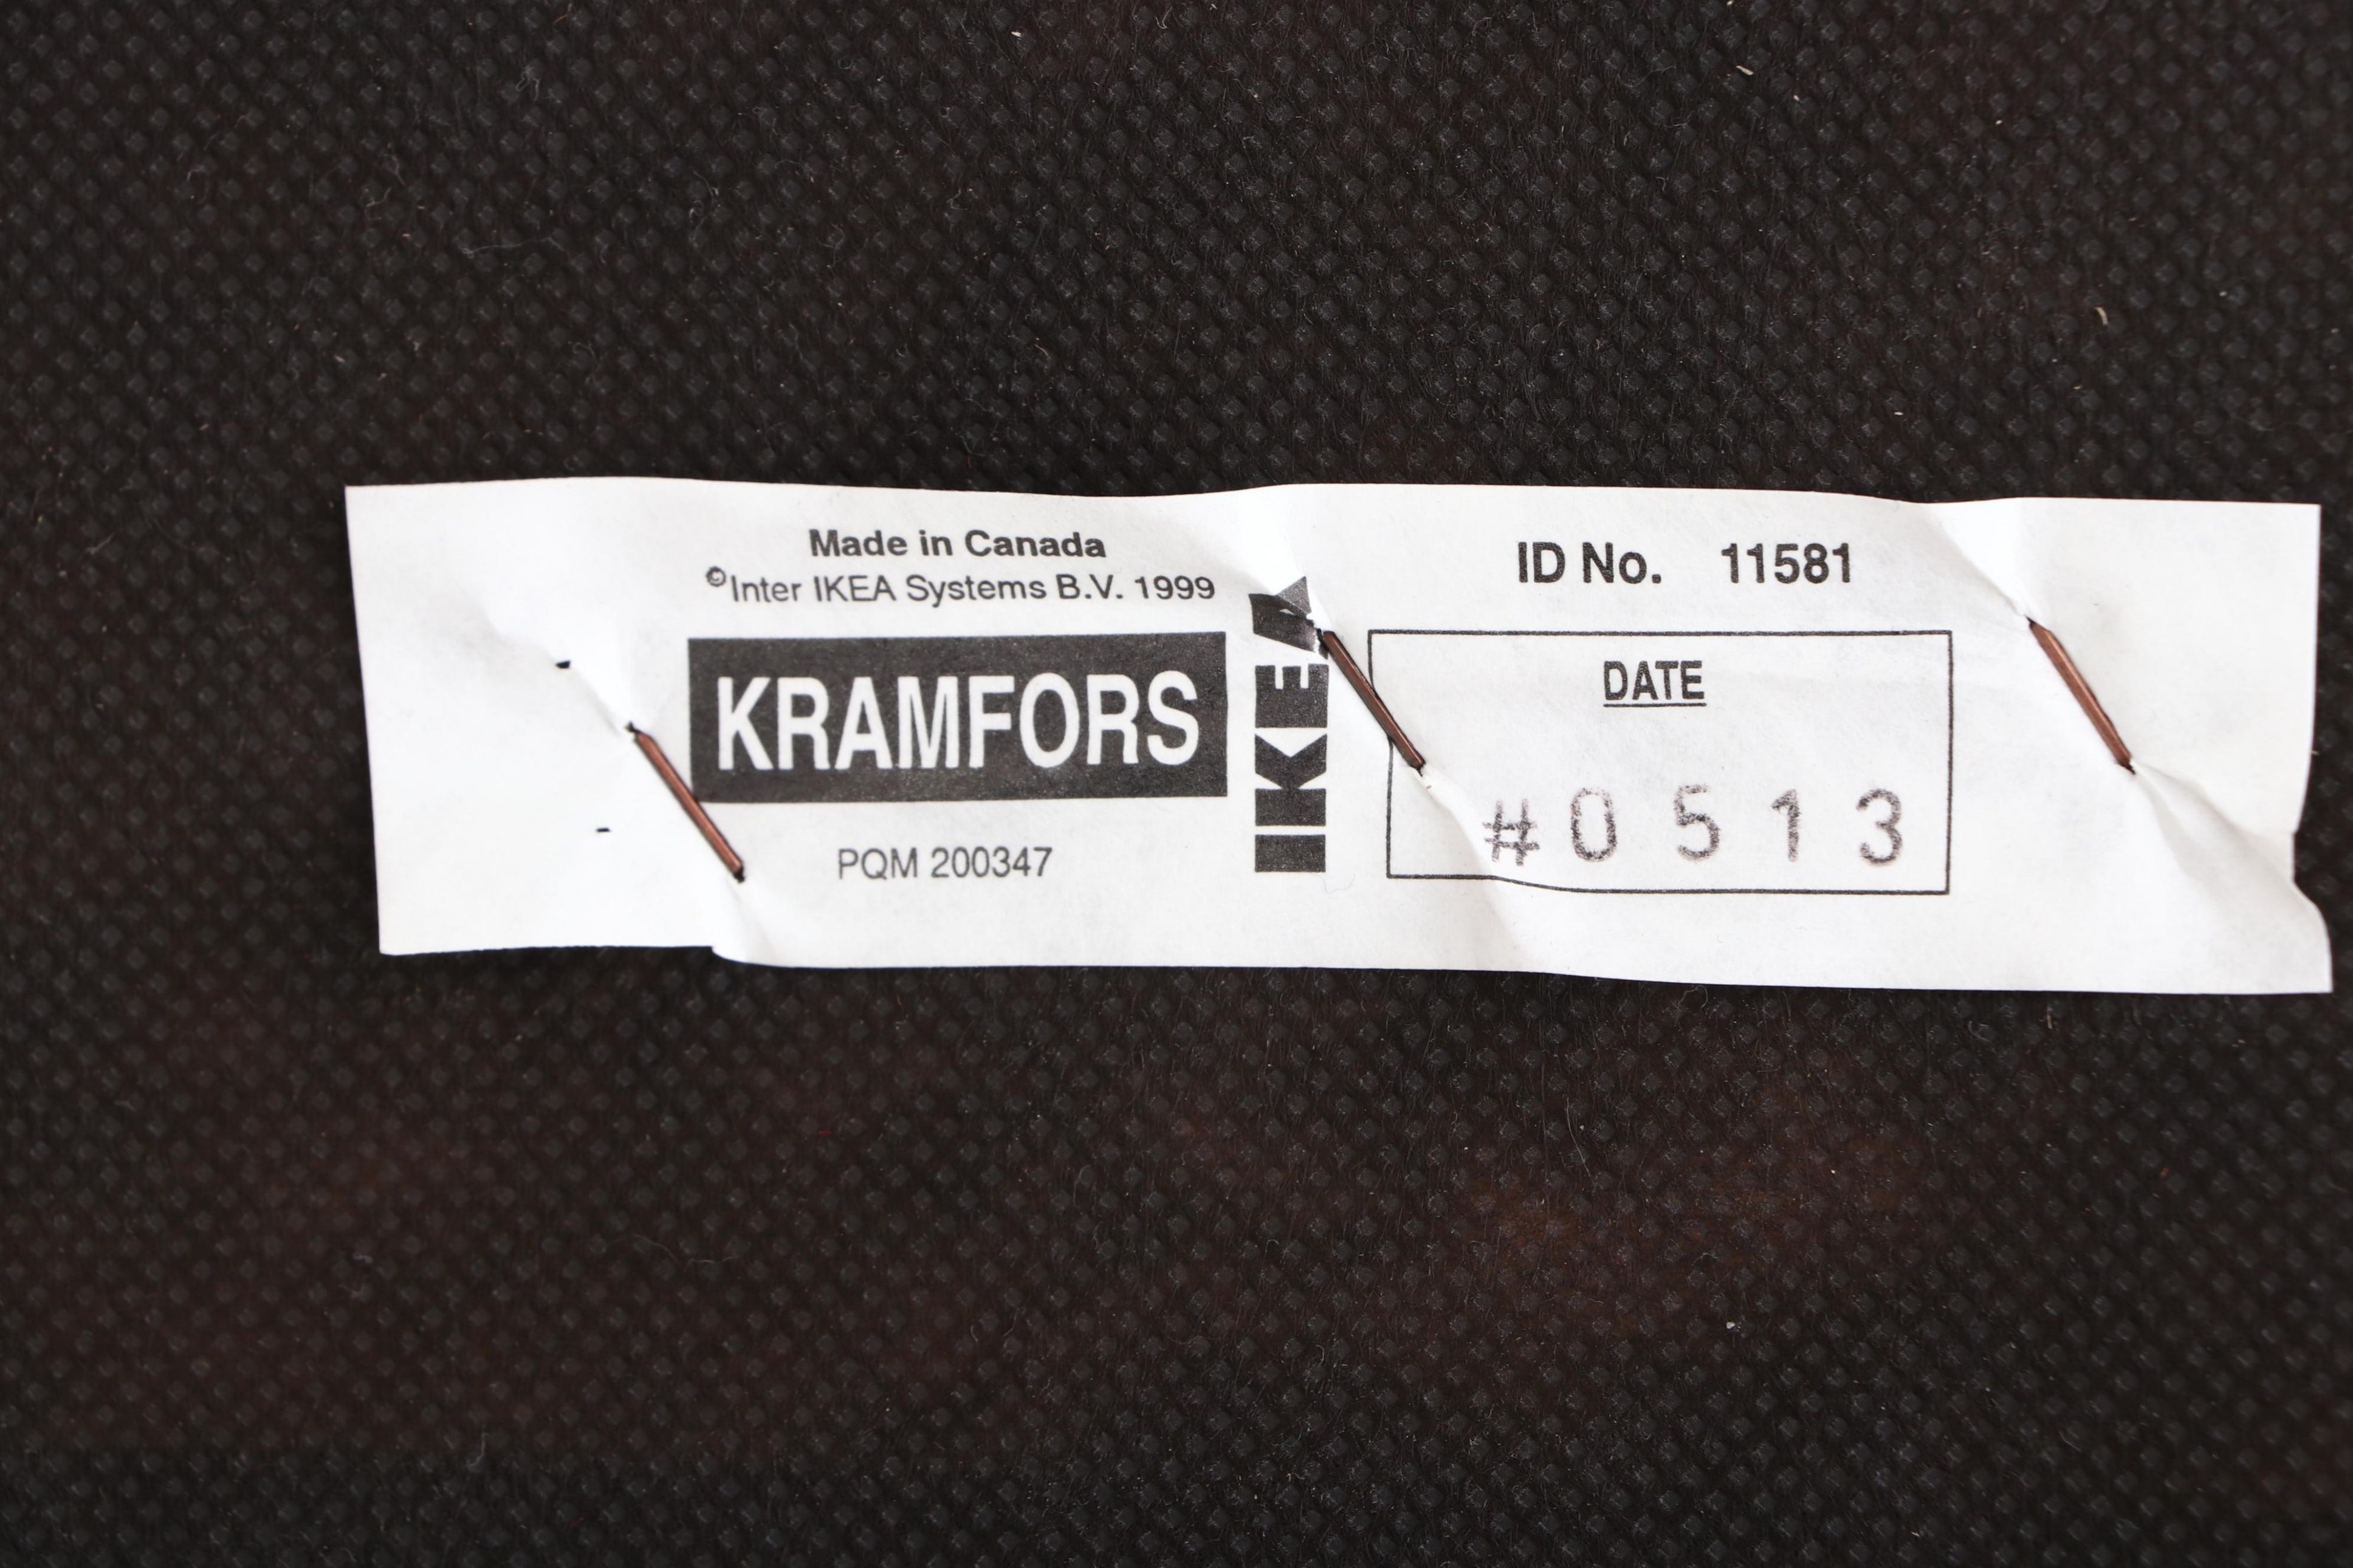 Made in Canada
©Inter IKEA Systems B.V. 1999
KRAMFORS
PQM 200347
IKEA
ID No. 11581
DATE
#0513